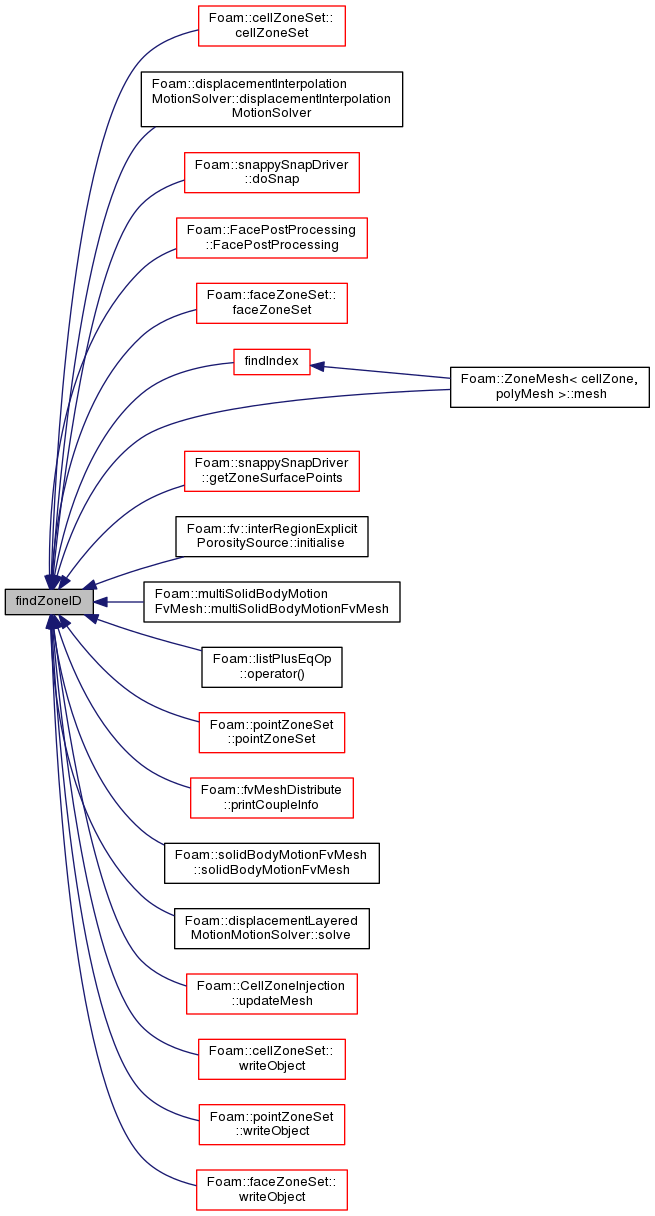 Foam::cellZoneSet::
cellZoneSet
Foam::displacementInterpolation
MotionSolver::displacementInterpolation
MotionSolver
Foam::snappySnapDriver
::doSnap
Foam::FacePostProcessing
::FacePostProcessing
Foam::faceZoneSet::
faceZoneSet
findIndex
Foam::ZoneMesh< cellZone,
polyMesh >::mesh
Foam::snappySnapDriver
::getZoneSurfacePoints
Foam::fv::interRegionExplicit
PorositySource::initialise
findZoneID
Foam::multiSolidBodyMotion
FvMesh::multiSolidBodyMotionFvMesh
Foam::listPlusEqOp
::operator()
Foam::pointZoneSet
::pointZoneSet
Foam::fvMeshDistribute
::printCoupleInfo
Foam::solidBodyMotionFvMesh
::solidBodyMotionFvMesh
Foam::displacementLayered
MotionMotionSolver::solve
Foam::CellZoneInjection
::updateMesh
Foam::cellZoneSet::
writeObject
Foam::pointZoneSet
::writeObject
Foam::faceZoneSet::
writeObject